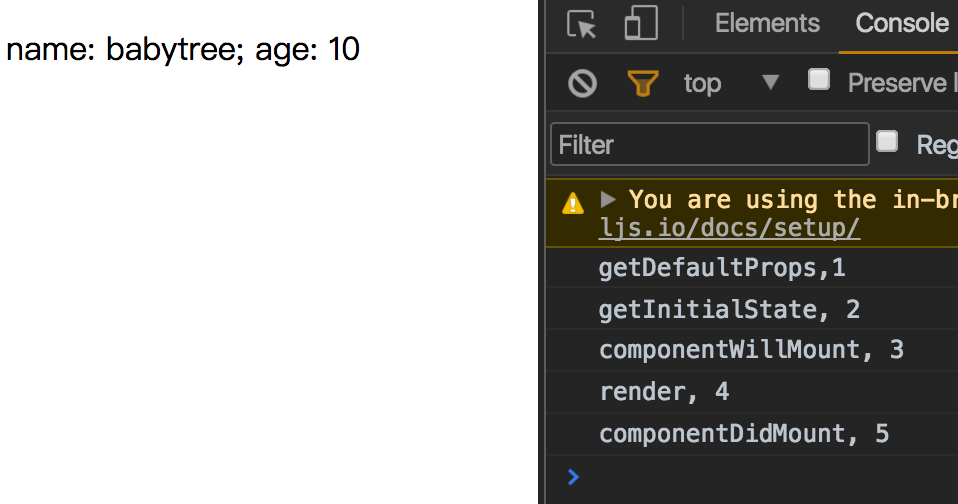 name: babytree; age: 10
Elements Console
top Preserve l
Filter Reg
You are using the in-br
ljs.io/docs/setup/
getDefaultProps,1
getInitialState, 2
componentWillMount, 3
render, 4
componentDidMount, 5